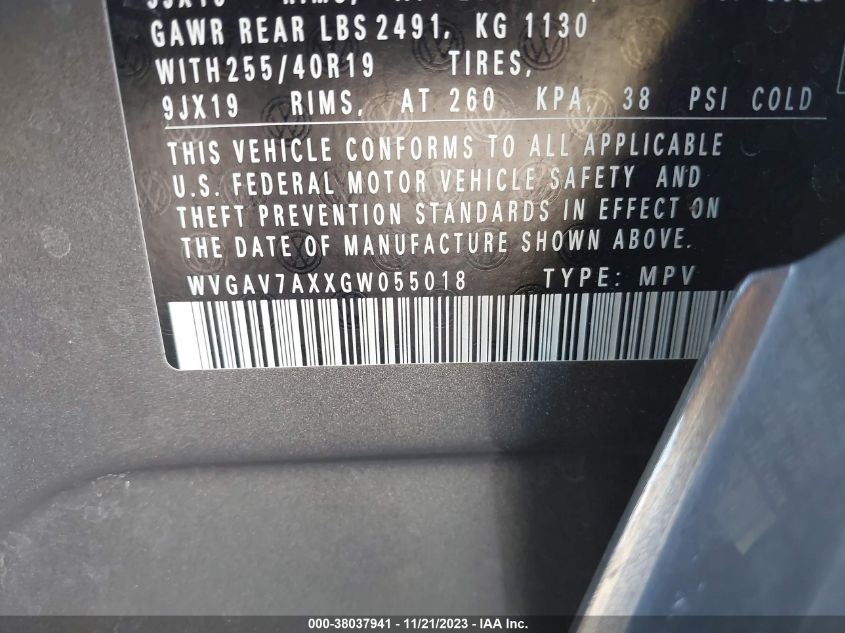 GAWR REAR LBS 2491, KG 1130
WITH255/40R19 TIRES,
9JX19 RIMS, AT 260 KPA, 38 PSI COLD
THIS VEHICLE CONFORMS TO ALL APPLICABLE
U.S. FEDERAL MOTOR VEHICLE SAFETY AND
THEFT PREVENTION STANDARDS IN EFFECT ON
THE DATE OF MANUFACTURE SHOWN ABOVE.
WVGAV7AXXGW055018 TYPE: MPV
000-38037941 - 11/21/2023 - IAA Inc.